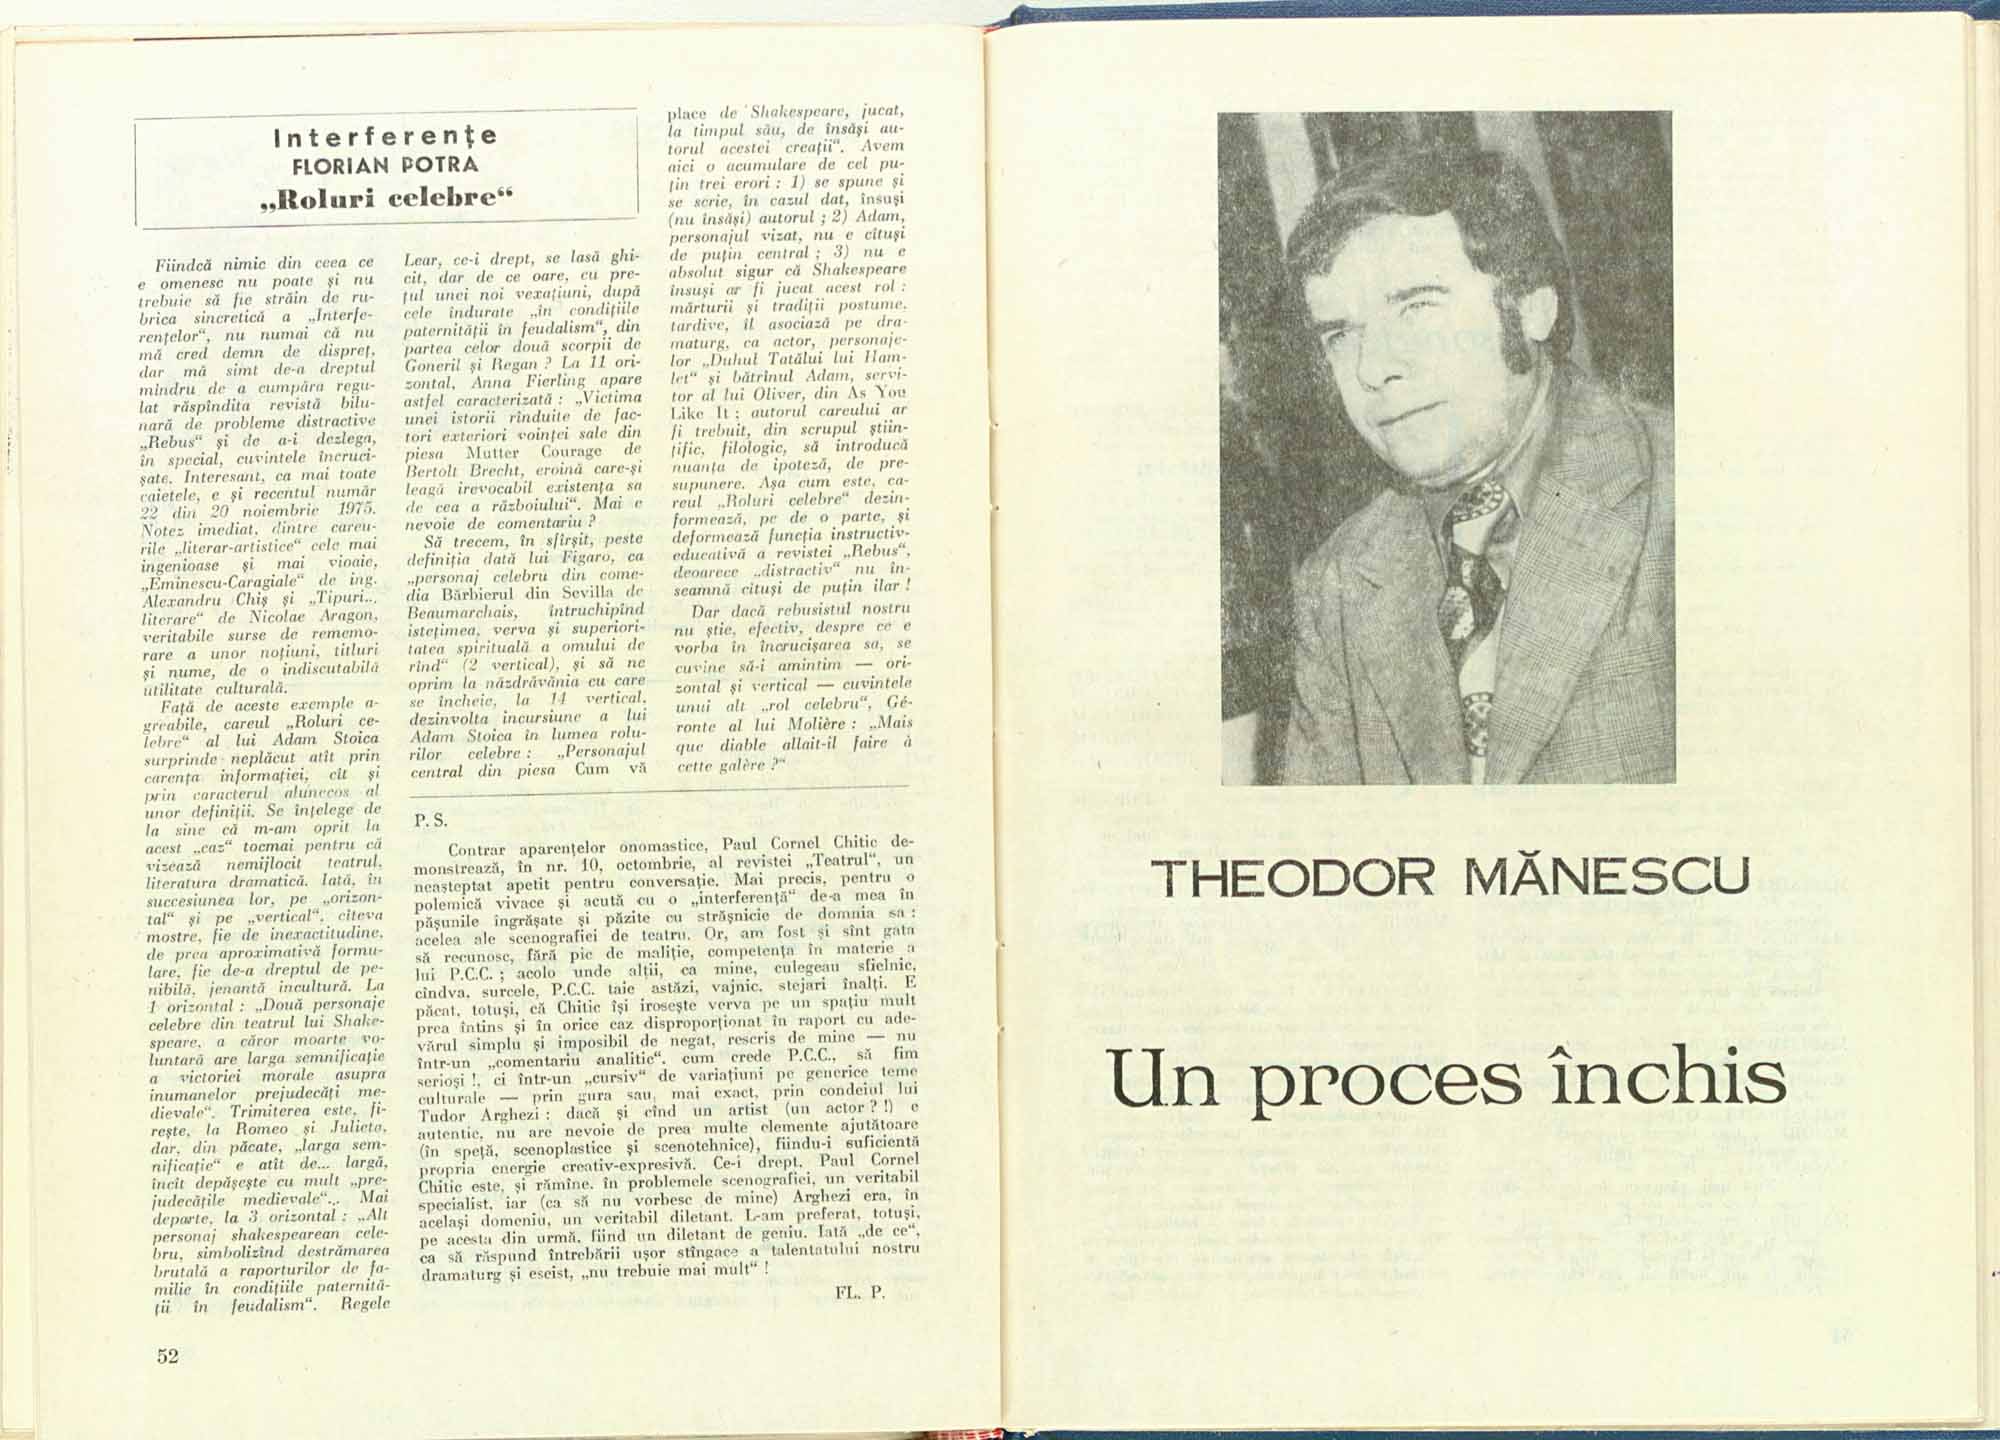 Interferențe
FLORIAN POTRA
„Roluri celebre“
Fiindcă nimic din ceea ce
e omenesc nu poate și nu
trebuie să fie străin de ru-
brica sincretică a „Interfe-
rențelor“, nu numai că nu
mă cred demn de dispreț,
dar mă simt de-a dreptul
mîndru de a cumpăra regu-
lat răspîndita revistă bilu-
nară de probleme distractive
„Rebus“ și de a-i dezlega,
în special, cuvintele încruci-
șate. Interesant, ca mai toate
caietele, e și recentul număr
22 din 20 noiembrie 1975.
Notez imediat, dintre careu-
rile „literar-artistice“ cele mai
ingenioase și mai vioaie,
„Eminescu-Caragiale“ de ing.
Alexandru Chiș și „Tipuri...
literare“ de Nicolae Aragon,
veritabile surse de rememo-
rare a unor noțiuni, titluri
și nume, de o indiscutabilă
utilitate culturală.
Față de aceste exemple a-
greabile, careul „Roluri ce-
lebre“ al lui Adam Stoica
surprinde neplăcut atît prin
carența informației, cît și
prin caracterul alunecos al
unor definiții. Se înțelege de
la sine că m-am oprit la
acest „caz“ tocmai pentru că
vizează nemijlocit teatrul,
literatura dramatică. Iată, în
succesiunea lor, pe „orizon-
tal“ și pe „vertical“, cîteva
mostre, fie de inexactitudine,
de prea aproximativă formu-
lare, fie de-a dreptul de pe-
nibilă, jenantă incultură. La
1 orizontal : „Două personaje
celebre din teatrul lui Shake-
speare, a căror moarte vo-
luntară are larga semnificație
a victoriei morale asupra
inumanelor prejudecăți me-
dievale“. Trimiterea este, fi-
rește, la Romeo și Julieta,
dar, din păcate, „larga sem-
nificație“ e atît de... largă,
încît depășește cu mult „pre-
judecățile medievale“... Mai
departe, la 3 orizontal : „Alt
personaj shakespearean cele-
bru, simbolizînd destrămarea
brutală a raporturilor de fa-
milie în condițiile paternită-
ții în feudalism“. Regele
Lear, ce-i drept, se lasă ghi-
cit, dar de ce oare, cu pre-
țul unei noi vexațiuni, după
cele îndurate „în condițiile
paternității în feudalism“, din
partea celor două scorpii de
Goneril și Regan ? La 11 ori-
zontal, Anna Fierling apare
astfel caracterizată : „Victima
unei istorii rînduite de fac-
tori exteriori voinței sale din
piesa Mutter Courage de
Bertolt Brecht, eroină care-și
leagă irevocabil existența sa
de cea a războiului“. Mai e
nevoie de comentariu ?
Să trecem, în sfîrșit, peste
definiția dată lui Figaro, ca
„personaj celebru din come-
dia Bărbierul din Sevilla de
Beaumarchais, întruchipînd
istețimea, verva și superiori-
tatea spirituală a omului de
rînd“ (2 vertical), și să ne
oprim la năzdrăvănia cu care
se încheie, la 14 vertical,
dezinvolta incursiune a lui
Adam Stoica în lumea rolu-
rilor celebre : „Personajul
central din piesa Cum vă
place de Shakespeare, jucat,
la timpul său, de însăși au-
torul acestei creații“. Avem
aici o acumulare de cel pu-
țin trei erori : 1) se spune și
se scrie, în cazul dat, însuși
(nu însăși) autorul ; 2) Adam,
personajul vizat, nu e cîtuși
de puțin central ; 3) nu e
absolut sigur că Shakespeare
însuși ar fi jucat acest rol :
mărturii și tradiții postume,
tardive, îl asociază pe dra-
maturg, ca actor, personaje-
lor „Duhul Tatălui lui Ham-
let“ și bătrînul Adam, servi-
tor al lui Oliver, din As You
Like It ; autorul careului ar
fi trebuit, din scrupul știin-
țific, filologic, să introducă
nuanța de ipoteză, de pre-
supunere. Așa cum este, ca-
reul „Roluri celebre“ dezin-
formează, pe de o parte, și
deformează funcția instructiv-
educativă a revistei „Rebus“,
deoarece „distractiv“ nu în-
seamnă cîtuși de puțin ilar !
Dar dacă rebusistul nostru
nu știe, efectiv, despre ce e
vorba în încrucișarea sa, se
cuvine să-i amintim — ori-
zontal și vertical — cuvintele
unui alt „rol celebru“, Gé-
ronte al lui Molière : „Mais
que diable allait-il faire à
cette galère ?“
P. S.
Contrar aparențelor onomastice, Paul Cornel Chitic de-
monstrează, în nr. 10, octombrie, al revistei „Teatrul“, un
neașteptat apetit pentru conversație. Mai precis, pentru o
polemică vivace și acută cu o „interferență“ de-a mea în
pășunile îngrășate și păzite cu strășnicie de domnia sa :
acelea ale scenografiei de teatru. Or, am fost și sînt gata
să recunosc, fără pic de maliție, competența în materie a
lui P.C.C. ; acolo unde alții, ca mine, culegeau sfielnic,
cîndva, surcele, P.C.C. taie astăzi, vajnic, stejari înalți. E
păcat, totuși, că Chitic își irosește verva pe un spațiu mult
prea întins și în orice caz disproporționat în raport cu ade-
vărul simplu și imposibil de negat, rescris de mine — nu
într-un „comentariu analitic“, cum crede P.C.C., să fim
serioși !, ci într-un „cursiv“ de variațiuni pe generice teme
culturale — prin gura sau, mai exact, prin condeiul lui
Tudor Arghezi : dacă și cînd un artist (un actor ? !) e
autentic, nu are nevoie de prea multe elemente ajutătoare
(în speță, scenoplastice și scenotehnice), fiindu-i suficientă
propria energie creativ-expresivă. Ce-i drept, Paul Cornel
Chitic este, și rămîne, în problemele scenografiei, un veritabil
specialist, iar (ca să nu vorbesc de mine) Arghezi era, în
același domeniu, un veritabil diletant. L-am preferat, totuși,
pe acesta din urmă, fiind un diletant de geniu. Iată „de ce“,
ca să răspund întrebării ușor stîngace a talentatului nostru
dramaturg și eseist, „nu trebuie mai mult“ !
FL. P.
52
THEODOR MĂNESCU
Un proces închis